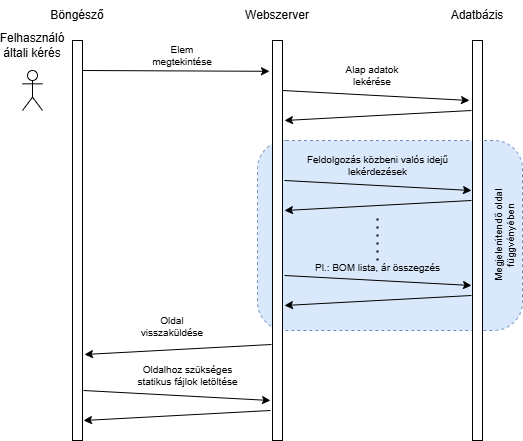 Böngésző
Webszerver
Adatbázis
Felhasználó
általi kérés
Elem
megtekintése
Alap adatok
lekérése
Feldolgozás közbeni valós idejű
lekérdezések
Pl.: BOM lista, ár összegzés
Megjelenítendő oldal
függvényében
Oldal
visszaküldése
Oldalhoz szükséges
statikus fájlok letöltése